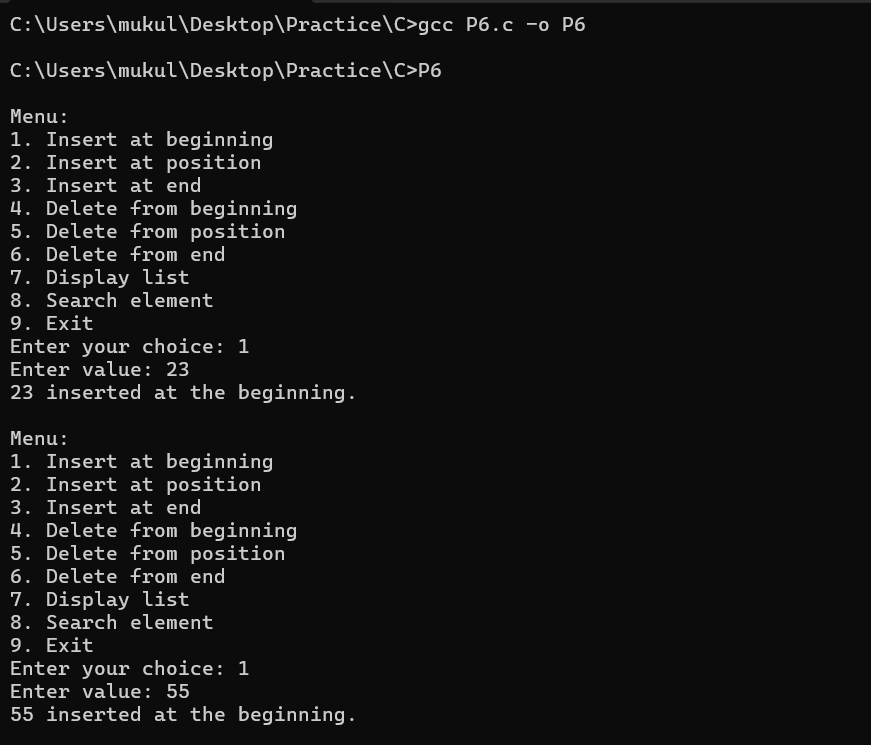 C:\Users\mukul\Desktop\Practice\C>gcc P6.c -o P6
C:\Users\mukul\Desktop\Practice\C>P6
Menu:
1. Insert at beginning
2. Insert at position
3. Insert at end
4. Delete from beginning
5. Delete from position
6. Delete from end
7. Display list
8. Search element
9. Exit
Enter your choice: 1
Enter value: 23
23 inserted at the beginning.
Menu:
1. Insert at beginning
2. Insert at position
3. Insert at end
4. Delete from beginning
5. Delete from position
6. Delete from end
7. Display list
8. Search element
9. Exit
Enter your choice: 1
Enter value: 55
55 inserted at the beginning.